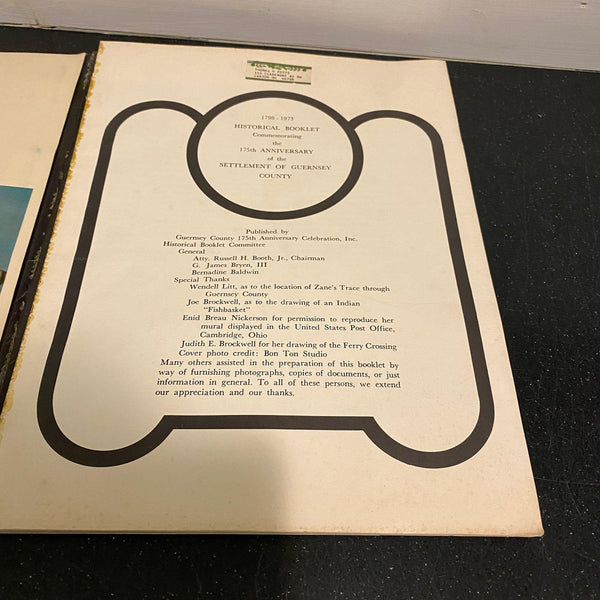 1798 - 1973
HISTORICAL BOOKLET
Commemorating
the
175th ANNIVERSARY
of the
SETTLEMENT OF GUERNSEY
COUNTY
Published by
Guernsey County 175th Anniversary Celebration, Inc.
Historical Booklet Committee
General
Atty. Russell H. Booth, Jr., Chairman
G. James Bryen, III
Bernadine Baldwin
Special Thanks
Wendell Litt, as to the location of Zane's Trace through
Guernsey County
Joe Brockwell, as to the drawing of an Indian
"Fishbasket"
Enid Breau Nickerson for permission to reproduce her
mural displayed in the United States Post Office,
Cambridge, Ohio
Judith E. Brockwell for her drawing of the Ferry Crossing
Cover photo credit: Bon Ton Studio
Many others assisted in the preparation of this booklet by
way of furnishing photographs, copies of documents, or just
information in general. To all of these persons, we extend
our appreciation and our thanks.